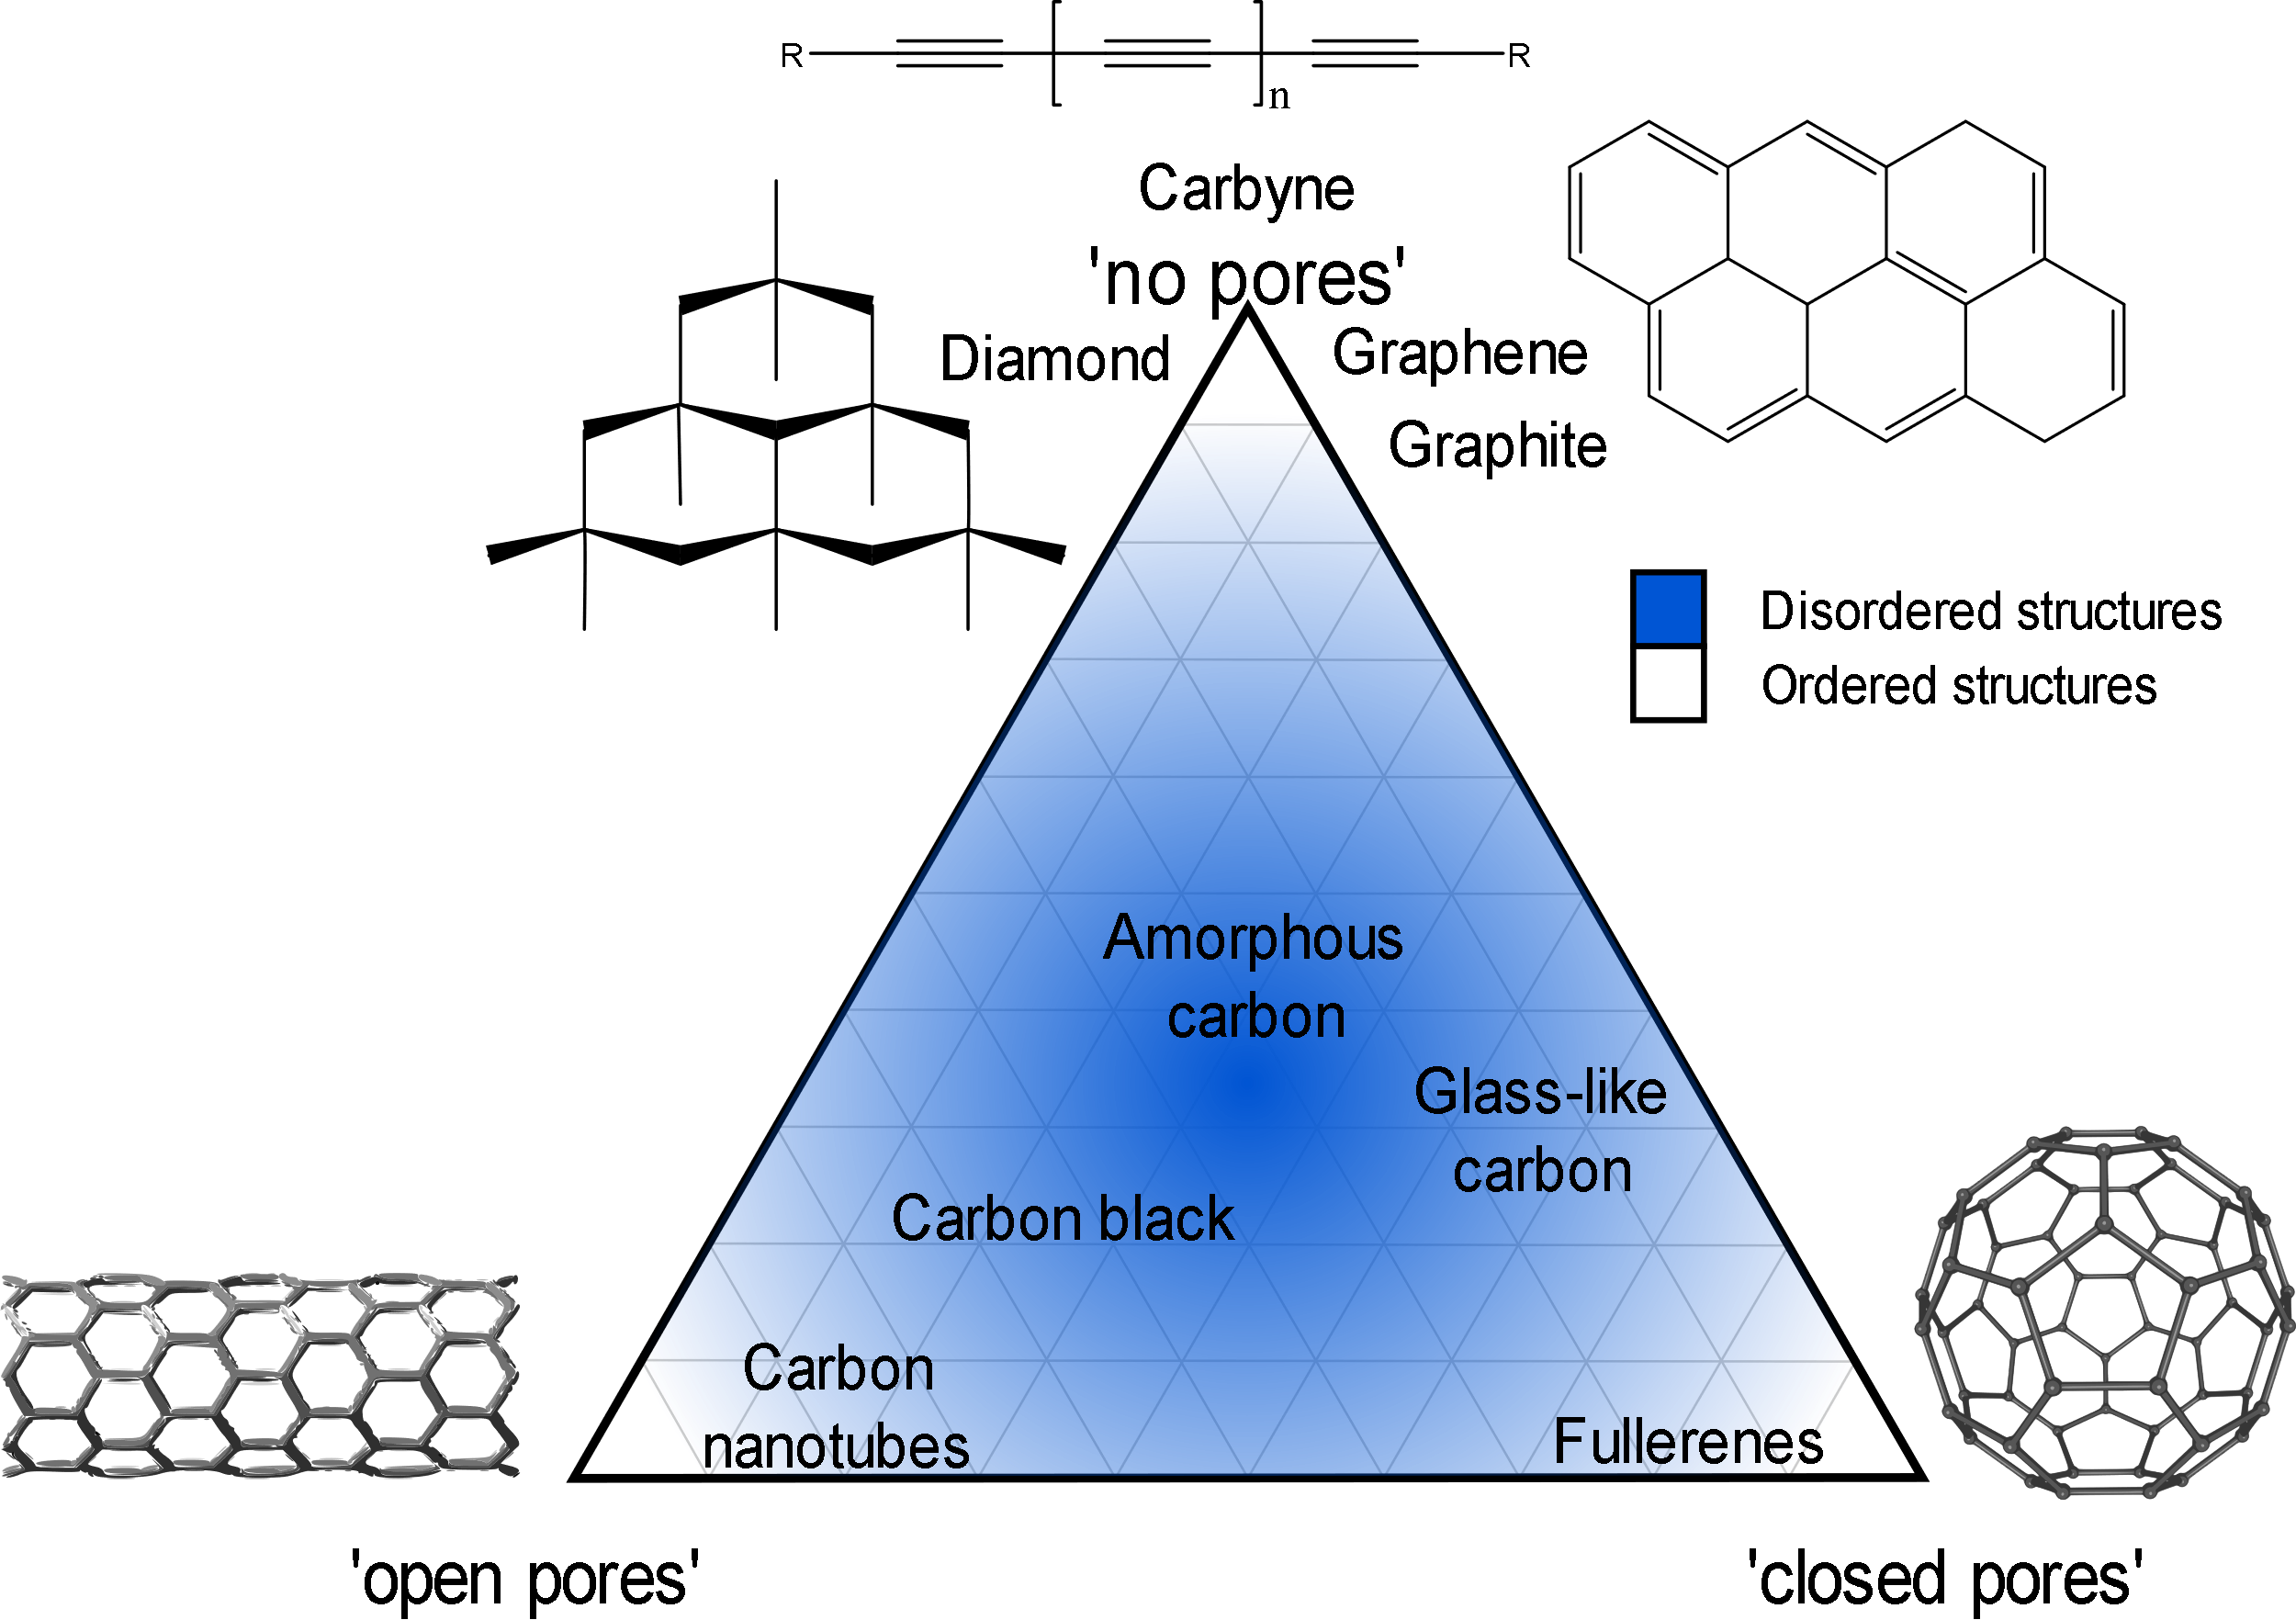 R
R
n
Carbyne
'no pores'
Diamond
Graphene
Graphite
Disordered structures
Ordered structures
Amorphous
carbon
Glass-like
carbon
Carbon black
Carbon
nanotubes
Fullerenes
'open pores'
'closed pores'